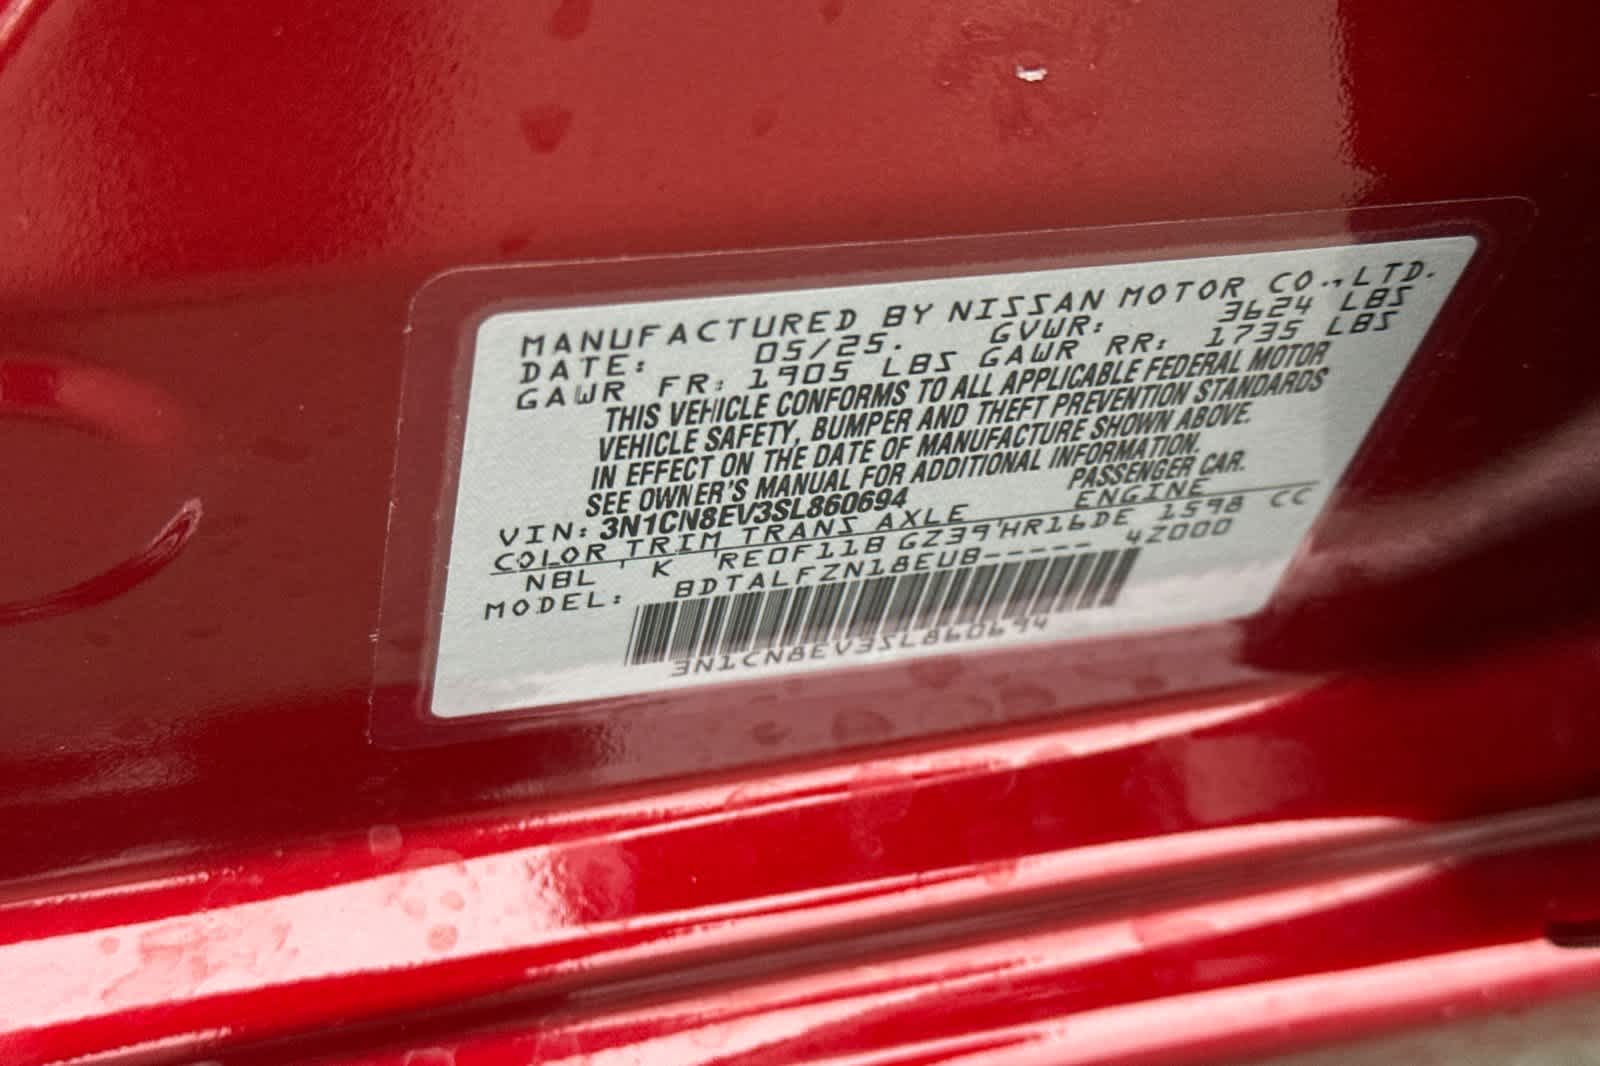 MANUFACTURED BY NISSAN MOTOR CO.,LTD.
DATE: 05/25. GVWR: 3624 LBS
GAWR FR: 1905 LBS GAWR RR: 1735 LBS
THIS VEHICLE CONFORMS TO ALL APPLICABLE FEDERAL MOTOR
VEHICLE SAFETY, BUMPER AND THEFT PREVENTION STANDARDS
IN EFFECT ON THE DATE OF MANUFACTURE SHOWN ABOVE.
SEE OWNER'S MANUAL FOR ADDITIONAL INFORMATION.
VIN: 3N1CN8EV3SL860694 PASSENGER CAR.
COLOR TRIM TRANS AXLE ENGINE
NBL K RE0F11B GZ39 HR16DE 1598 CC
MODEL: BDTALFZN18EUB----- 4Z000
3N1CN8EV3SL860694